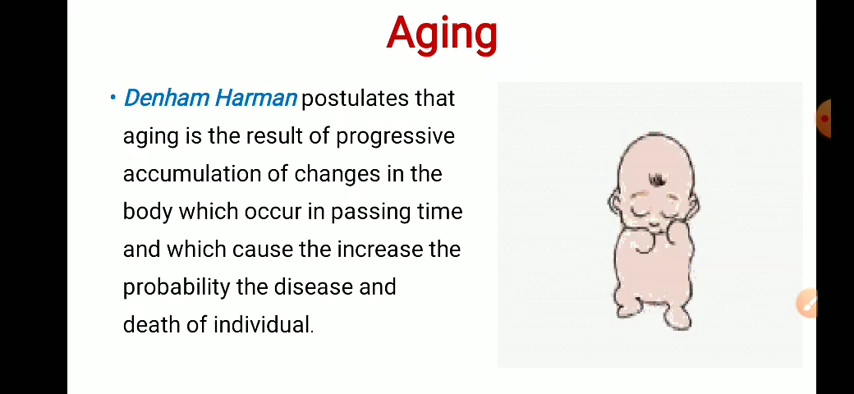 Aging
• Denham Harman postulates that
aging is the result of progressive
accumulation of changes in the
body which occur in passing time
and which cause the increase the
probability the disease and
death of individual.